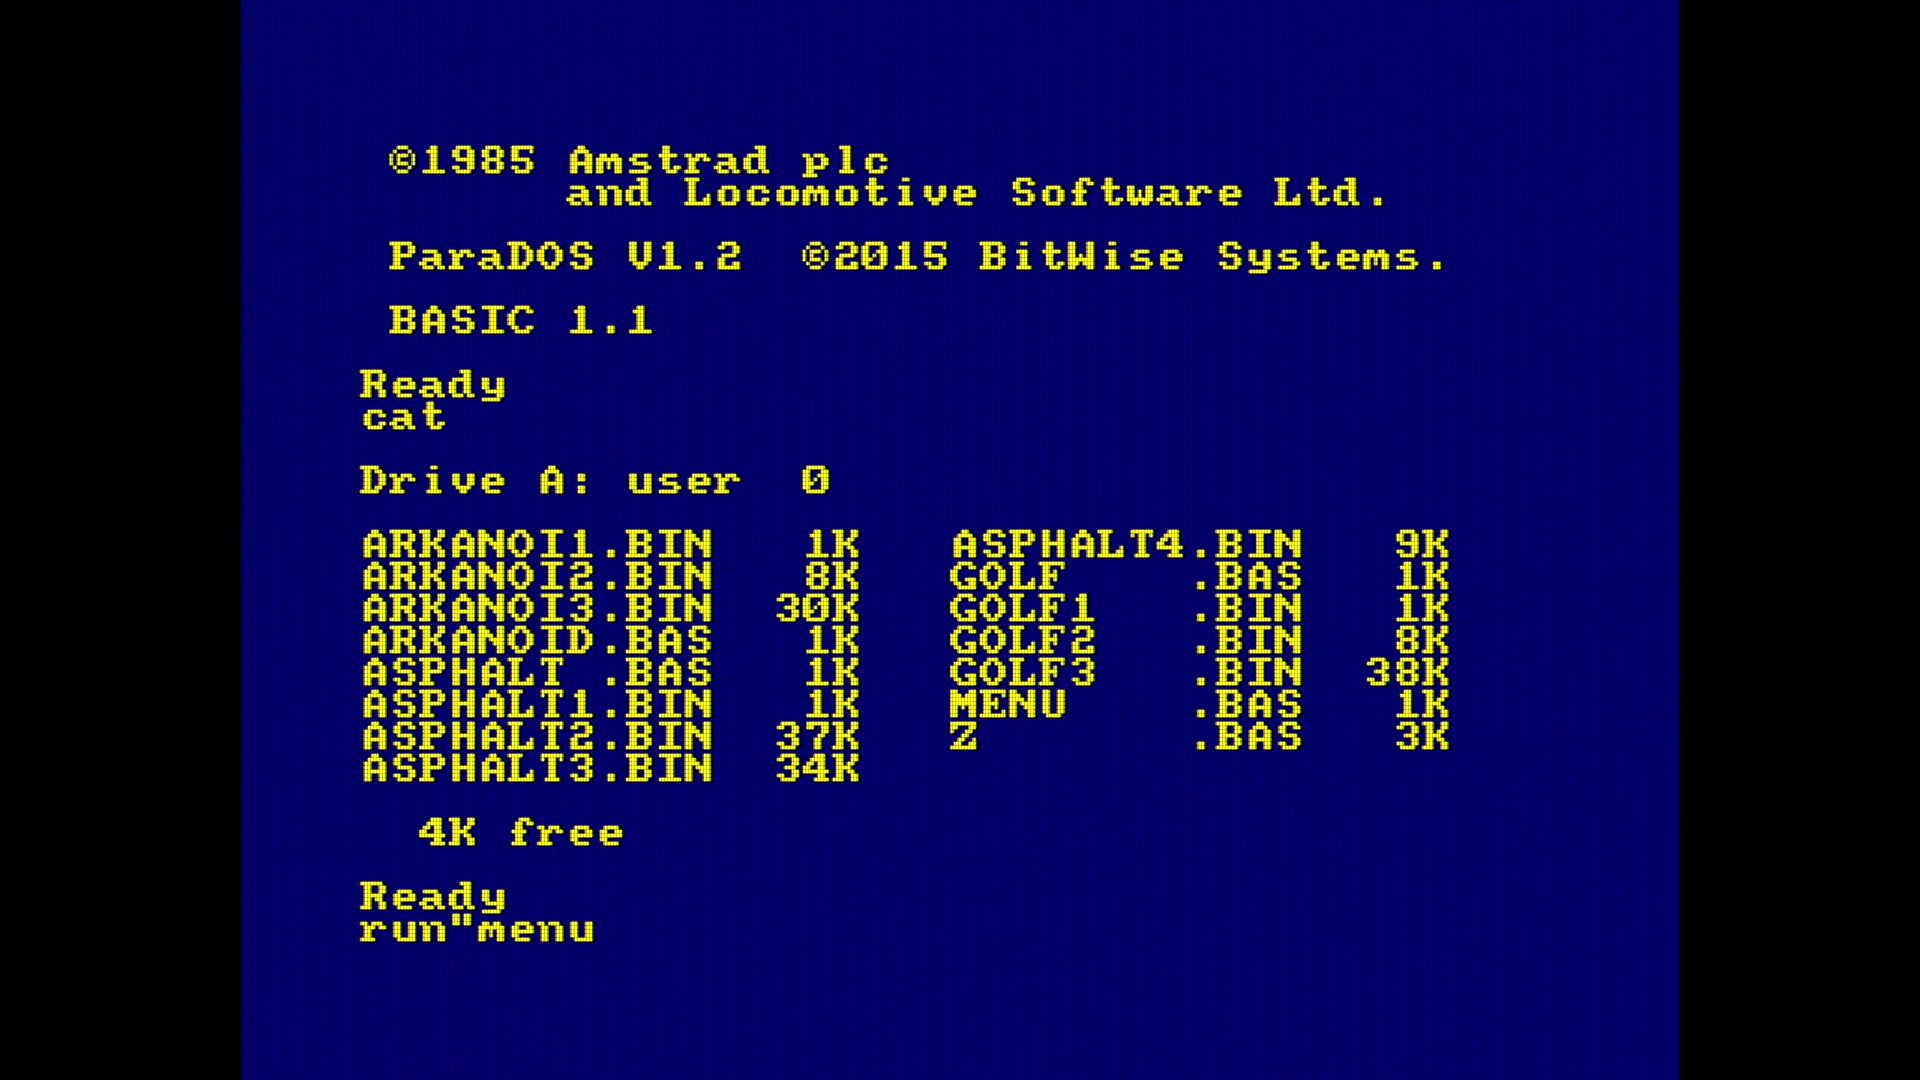 ©1985 Amstrad plc
and Locomotive Software Ltd.
ParaDOS V1.2 ©2015 BitWise Systems.
BASIC 1.1
Ready
cat
Drive A: user 0
ARKANOI1.BIN 1K ASPHALT4.BIN 9K
ARKANOI2.BIN 8K GOLF .BAS 1K
ARKANOI3.BIN 30K GOLF1 .BIN 1K
ARKANOID.BAS 1K GOLF2 .BIN 8K
ASPHALT .BAS 1K GOLF3 .BIN 38K
ASPHALT1.BIN 1K MENU .BAS 1K
ASPHALT2.BIN 37K Z .BAS 3K
ASPHALT3.BIN 34K
4K free
Ready
run"menu